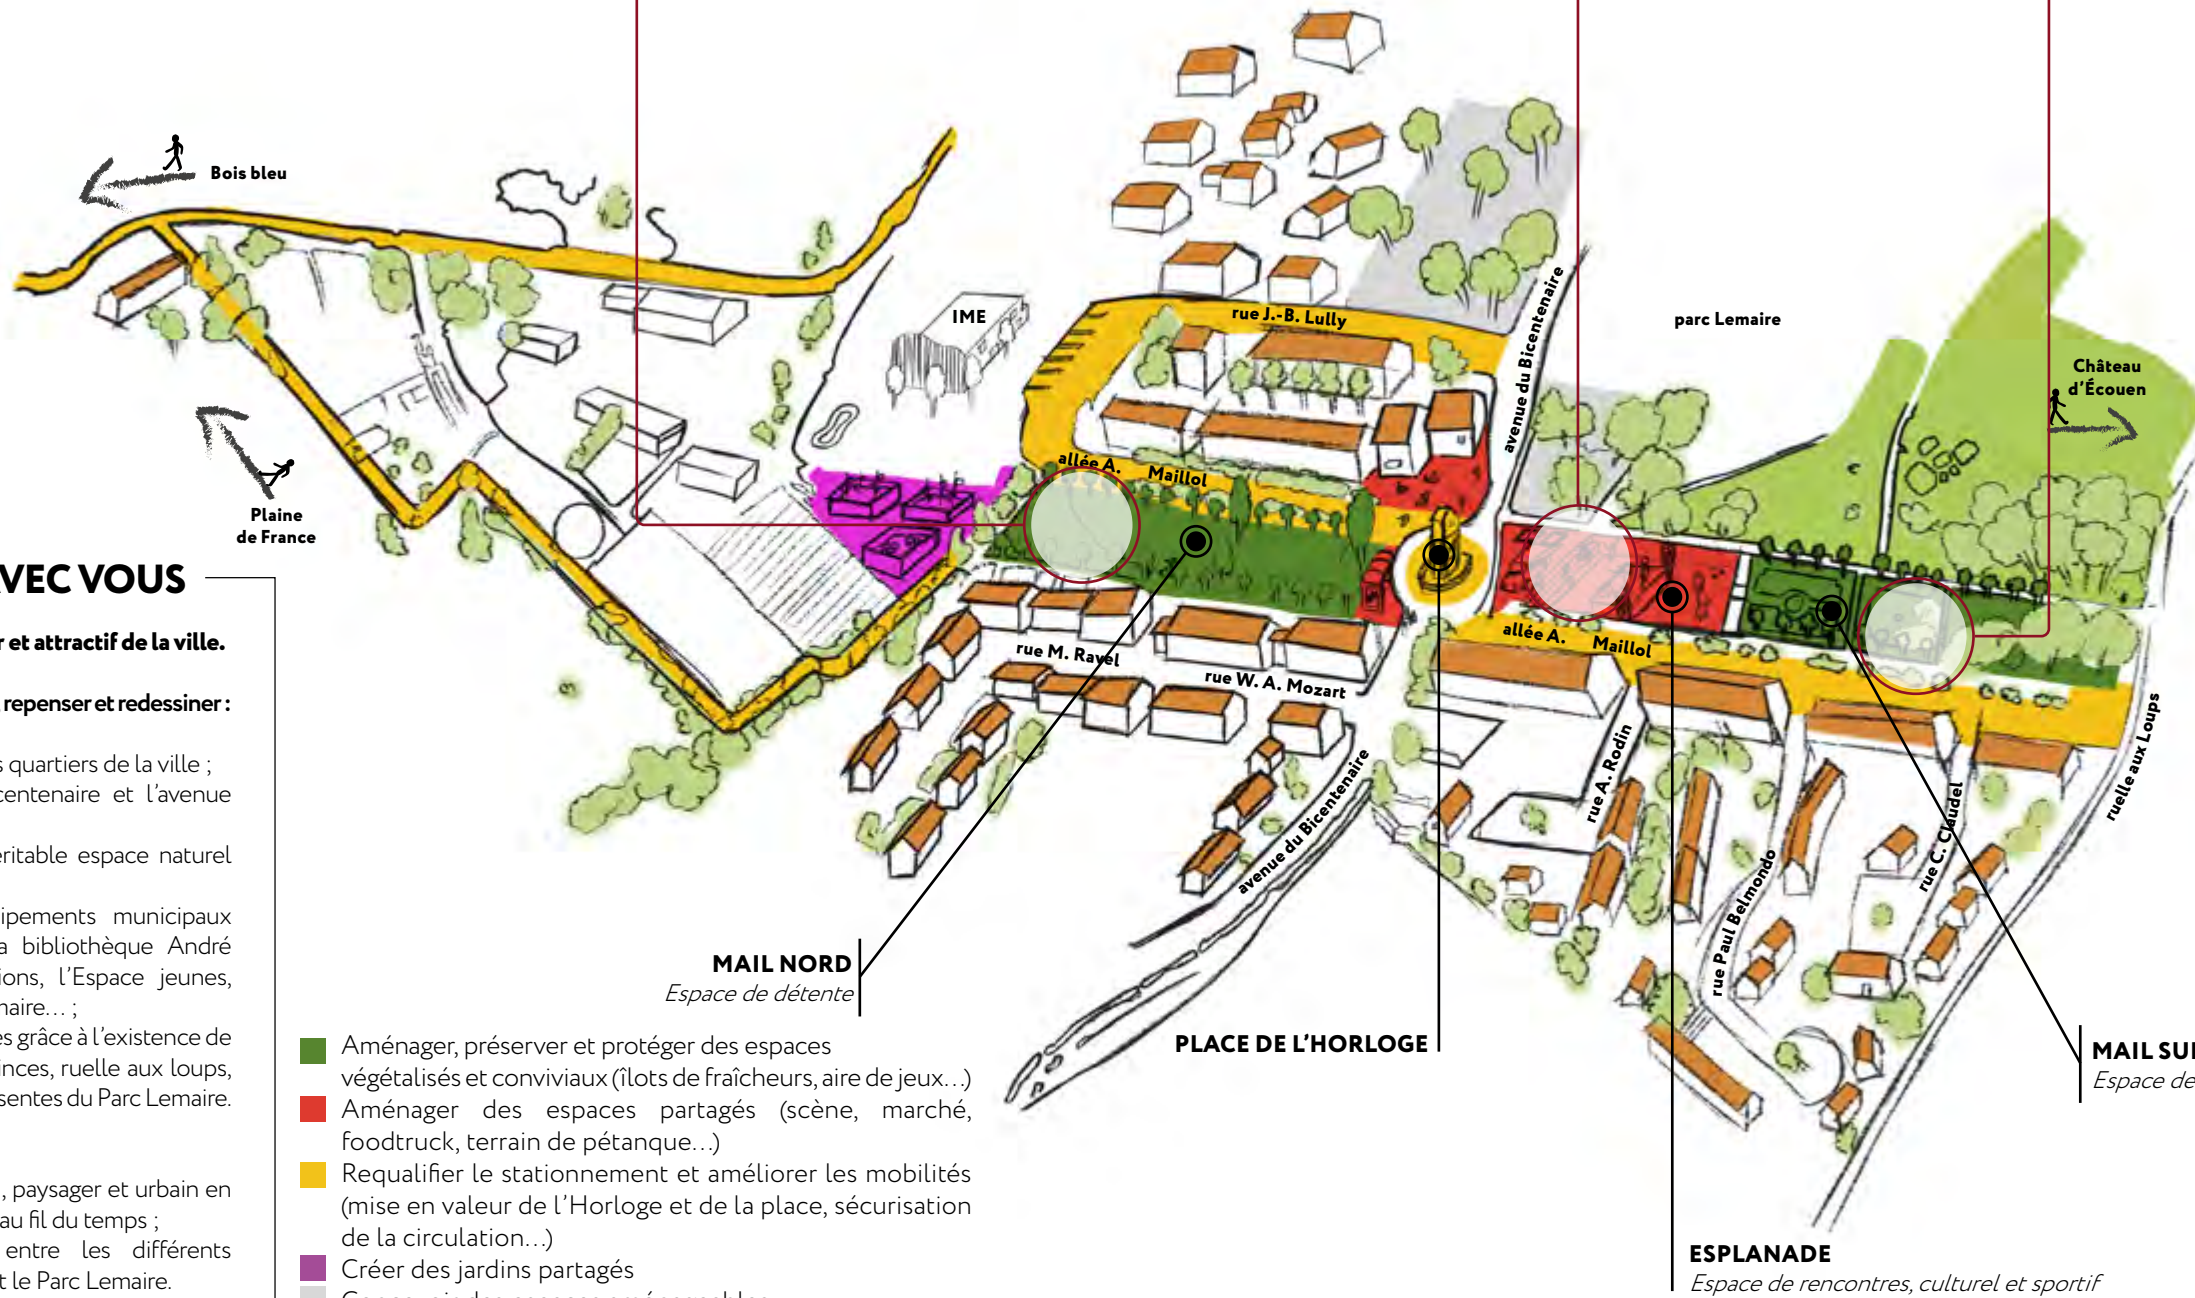 Bois bleu
IME
rue J.-B. Lully
avenue du Bicentenaire
parc Lemaire
Château
d'Écouen
Plaine
de France
allée A. Maillol
allée A. Maillol
rue M. Ravel
rue W. A. Mozart
avenue du Bicentenaire
rue A. Rodin
rue Paul Belmondo
rue C. Claudel
ruelle aux Loups
VEC VOUS
et attractif de la ville.
repenser et redessiner :
quartiers de la ville ;
centenaire et l'avenue
espace naturel
municipaux
bibliothèque André
l'Espace jeunes,
naire... ;
grâce à l'existence de
ruelle aux loups,
sentes du Parc Lemaire.
, paysager et urbain en
au fil du temps ;
entre les différents
t le Parc Lemaire.
MAIL NORD
Espace de détente
PLACE DE L'HORLOGE
MAIL SU
Espace de
ESPLANADE
Espace de rencontres, culturel et sportif
Aménager, préserver et protéger des espaces
végétalisés et conviviaux (îlots de fraîcheurs, aire de jeux...)
Aménager des espaces partagés (scène, marché,
foodtruck, terrain de pétanque...)
Requalifier le stationnement et améliorer les mobilités
(mise en valeur de l'Horloge et de la place, sécurisation
de la circulation...)
Créer des jardins partagés